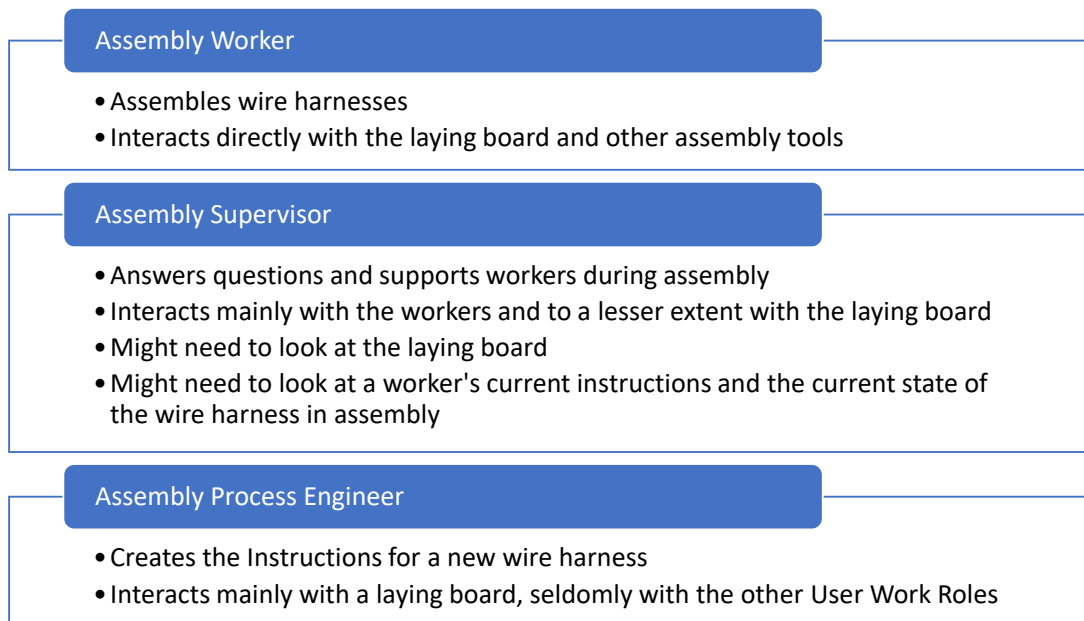 Assembly Worker
• Assembles wire harnesses
• Interacts directly with the laying board and other assembly tools
Assembly Supervisor
• Answers questions and supports workers during assembly
• Interacts mainly with the workers and to a lesser extent with the laying board
• Might need to look at the laying board
• Might need to look at a worker's current instructions and the current state of
the wire harness in assembly
Assembly Process Engineer
• Creates the Instructions for a new wire harness
• Interacts mainly with a laying board, seldomly with the other User Work Roles